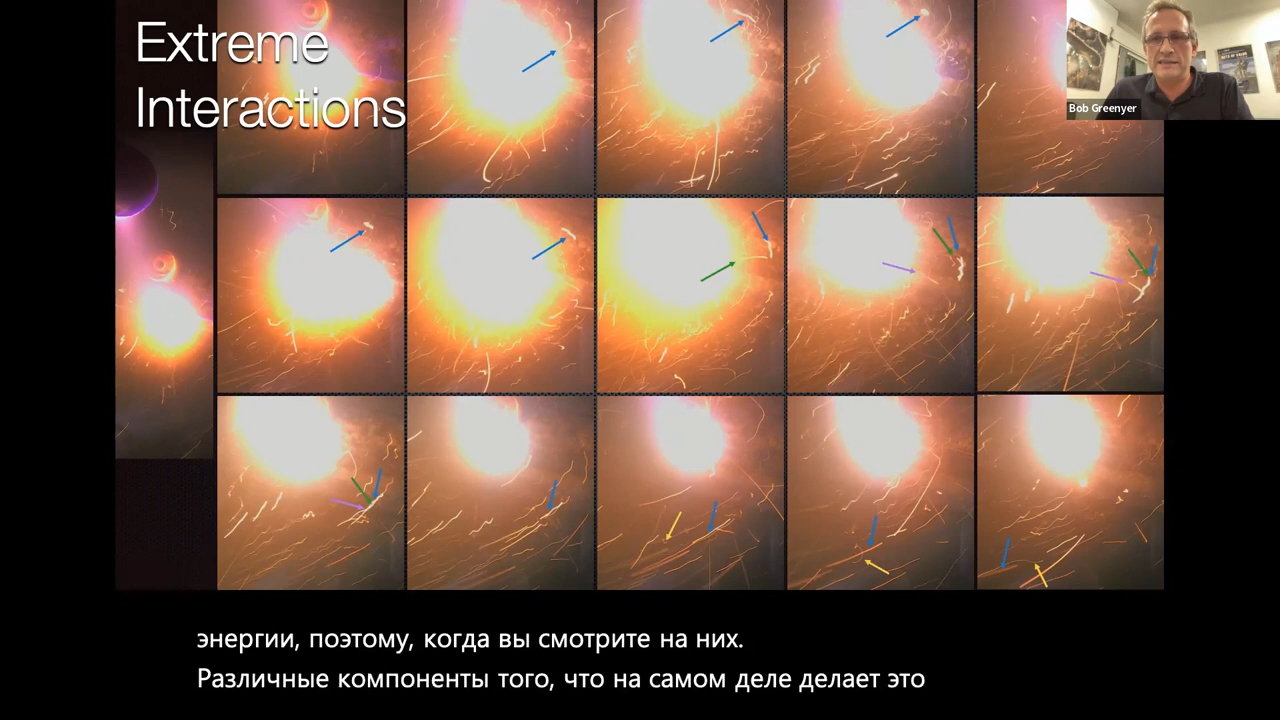 Extreme
Interactions
Bob Greenyer
энергии, поэтому, когда вы смотрите на них.
Различные компоненты того, что на самом деле делает это